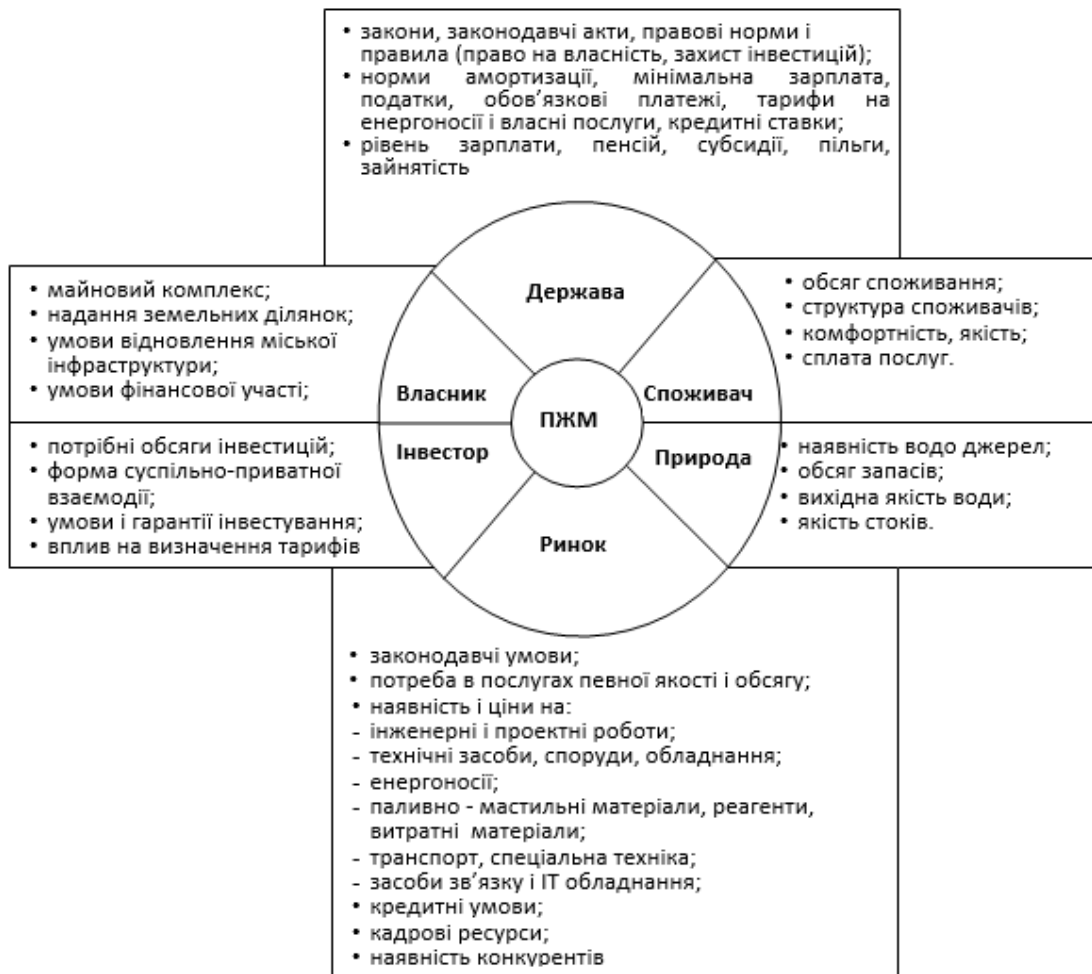 • закони, законодавчі акти, правові норми і
правила (право на власність, захист інвестицій);
• норми амортизації, мінімальна зарплата,
податки, обов’язкові платежі, тарифи на
енергоносії і власні послуги, кредитні ставки;
• рівень зарплати, пенсій, субсидії, пільги,
зайнятість
Держава
• майновий комплекс;
• надання земельних ділянок;
• умови відновлення міської
інфраструктури;
• умови фінансової участі;
Власник
• обсяг споживання;
• структура споживачів;
• комфортність, якість;
• сплата послуг.
Споживач
ПЖМ
• потрібні обсяги інвестицій;
• форма суспільно-приватної
взаємодії;
• умови і гарантії інвестування;
• вплив на визначення тарифів
Інвестор
Природа
• наявність водо джерел;
• обсяг запасів;
• вихідна якість води;
• якість стоків.
Ринок
• законодавчі умови;
• потреба в послугах певної якості і обсягу;
• наявність і ціни на:
- інженерні і проектні роботи;
- технічні засоби, споруди, обладнання;
- енергоносії;
- паливно - мастильні матеріали, реагенти,
витратні матеріали;
- транспорт, спеціальна техніка;
- засоби зв’язку і ІТ обладнання;
• кредитні умови;
• кадрові ресурси;
• наявність конкурентів